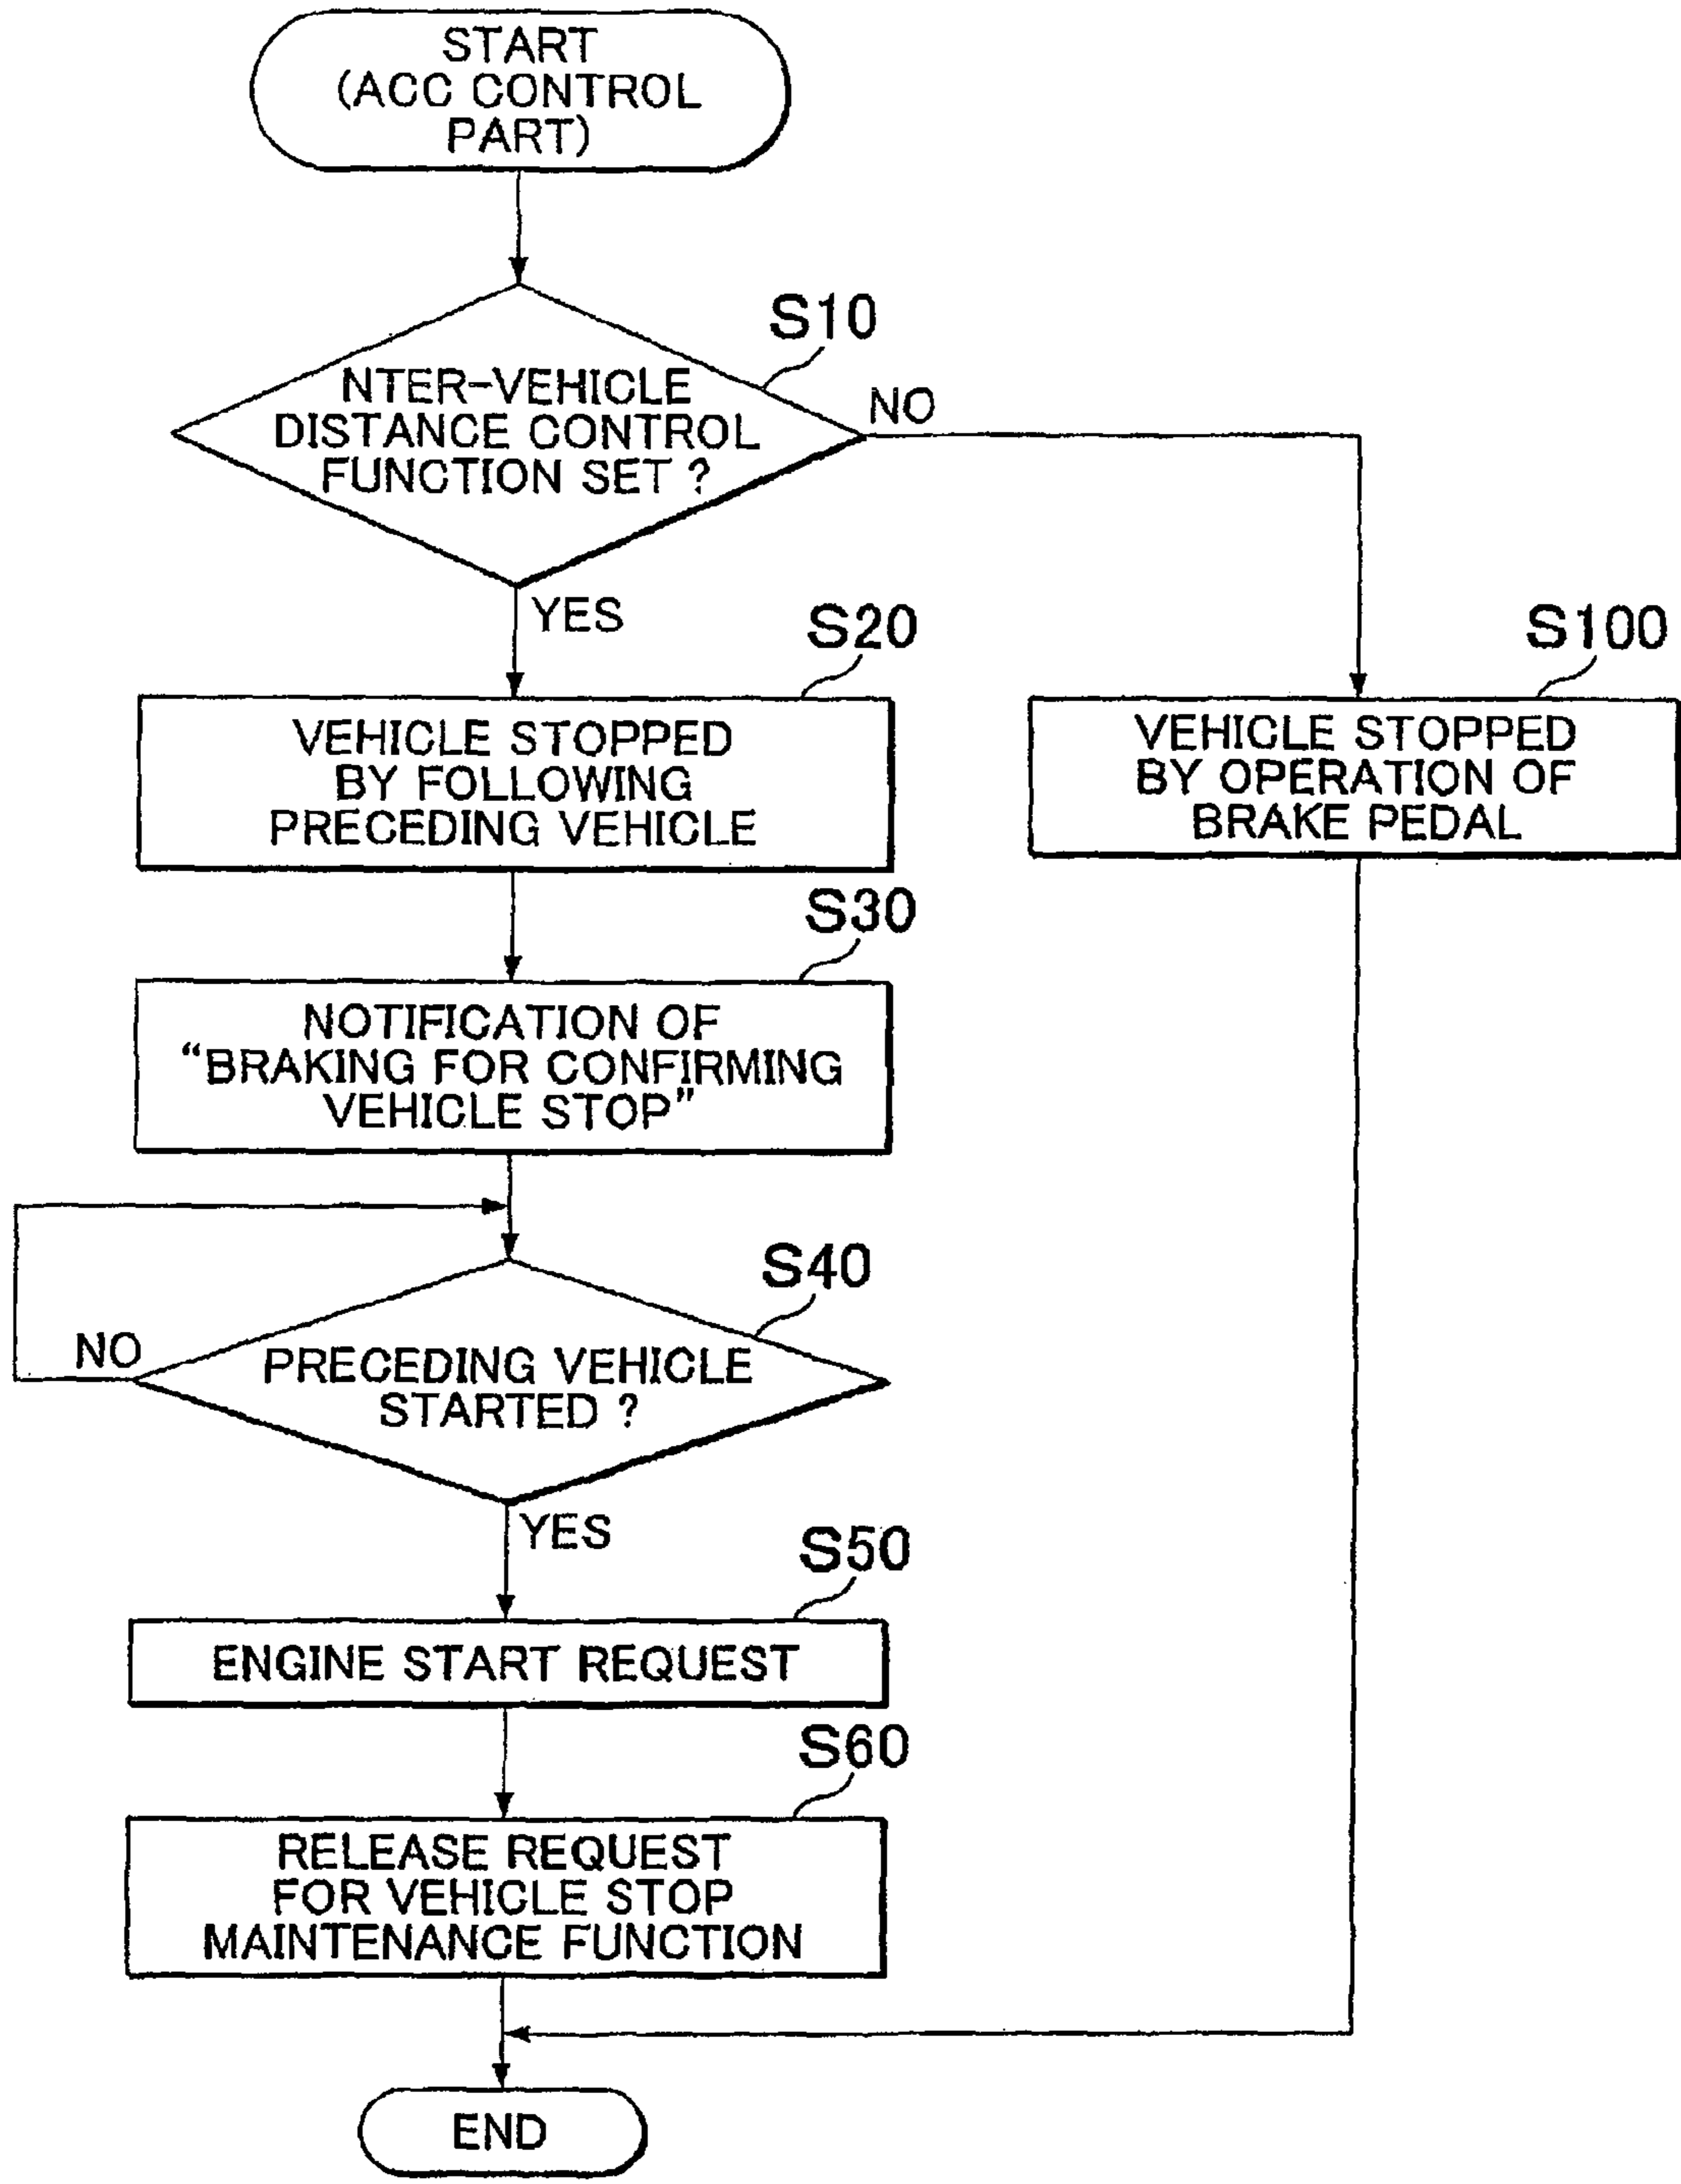 START
(ACC CONTROL
PART)
S10
NTER-VEHICLE
DISTANCE CONTROL
FUNCTION SET ?
NO
YES
S20
VEHICLE STOPPED
BY FOLLOWING
PRECEDING VEHICLE
S100
VEHICLE STOPPED
BY OPERATION OF
BRAKE PEDAL
S30
NOTIFICATION OF
“BRAKING FOR CONFIRMING
VEHICLE STOP”
S40
NO
PRECEDING VEHICLE
STARTED ?
YES
S50
ENGINE START REQUEST
S60
RELEASE REQUEST
FOR VEHICLE STOP
MAINTENANCE FUNCTION
END